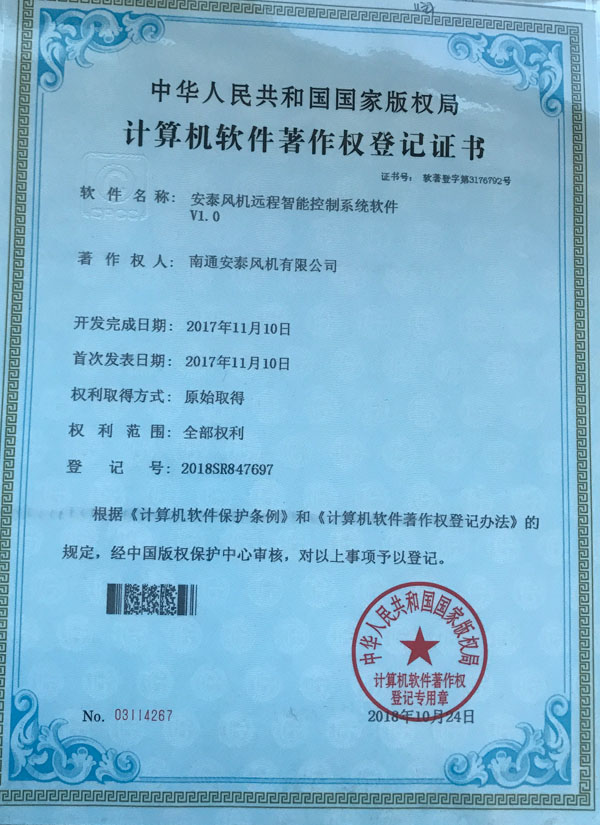 中华人民共和国国家版权局
计算机软件著作权登记证书
证书号： 软著登字第3176792号
CPCC
软件名称： 安泰风机远程智能控制系统软件
V1.0
著作权人： 南通安泰风机有限公司
开发完成日期： 2017年11月10日
首次发表日期： 2017年11月10日
权利取得方式： 原始取得
权利范围： 全部权利
登记号： 2018SR847697
根据《计算机软件保护条例》和《计算机软件著作权登记办法》的
规定，经中国版权保护中心审核，对以上事项予以登记。
中华人民共和国国家版权局
计算机软件著作权
登记专用章
No. 03114267
2018年10月24日